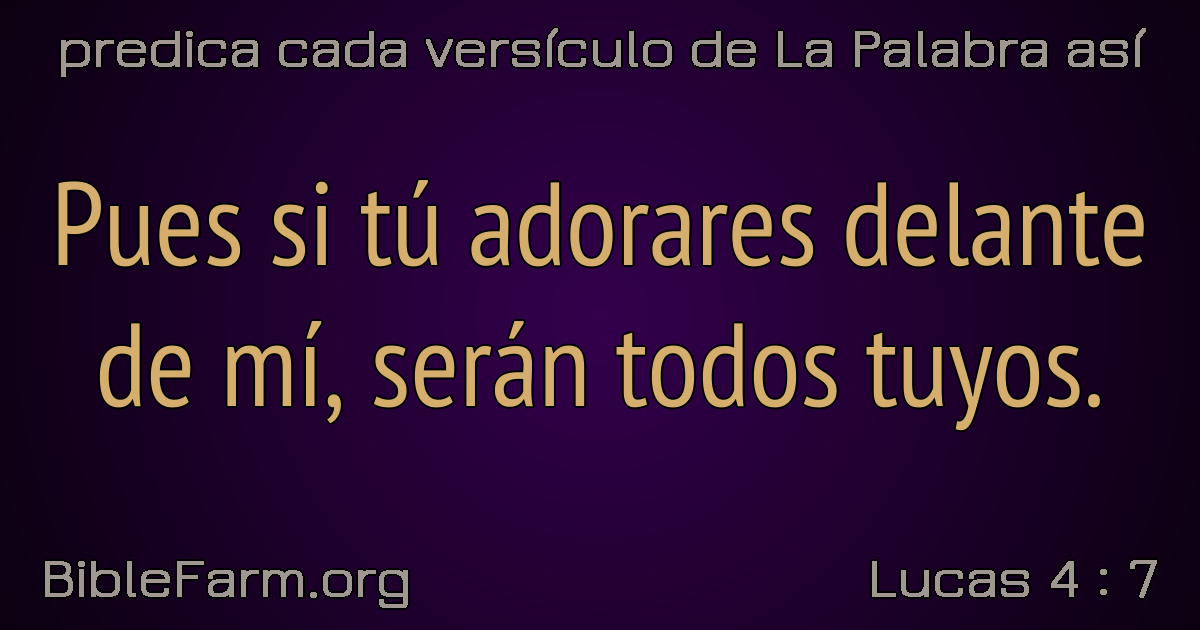 predica cada versículo de La Palabra así
Pues si tú adorares delante
de mí, serán todos tuyos.
BibleFarm.org
Lucas 4 : 7